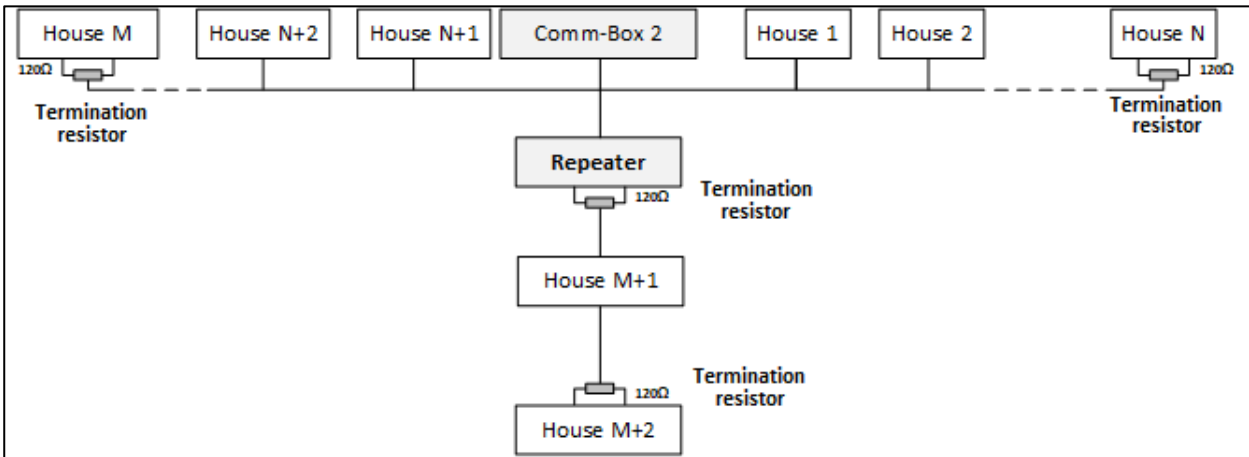 House M
House N+2
House N+1
Comm-Box 2
House 1
House 2
House N
120Ω
120Ω
Termination
resistor
Termination
resistor
Repeater
120Ω
Termination
resistor
House M+1
Termination
resistor
120Ω
House M+2